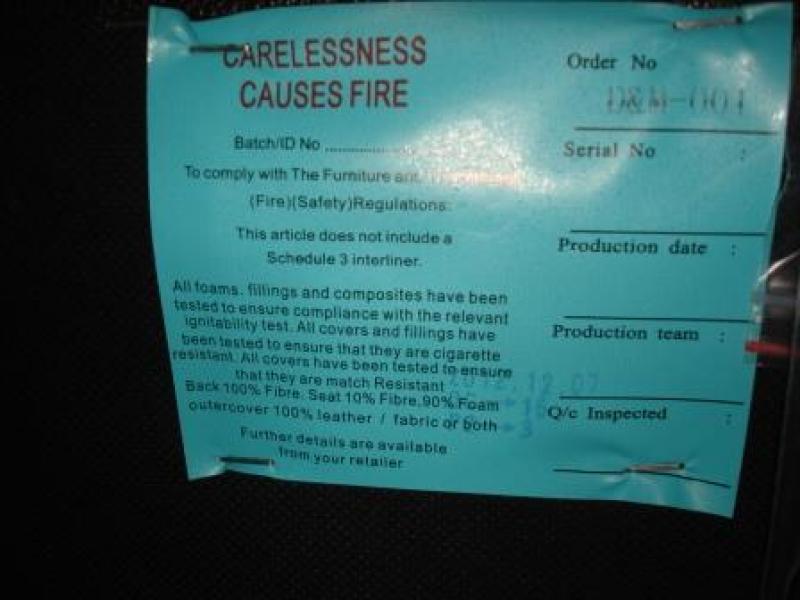 CARELESSNESS
CAUSES FIRE
Batch/ID No ....................
To comply with The Furniture and
(Fire)(Safety)Regulations:
This article does not include a
Schedule 3 interliner.
All foams, fillings and composites have been
tested to ensure compliance with the relevant
ignitability test. All covers and fillings have
been tested to ensure that they are cigarette
resistant. All covers have been tested to ensure
that they are match Resistant
Back 100% Fibre. Seat 10% Fibre.90% Foam
outercover 100% leather / fabric or both
Further details are available
from your retailer
Order No
D&M-001
Serial No :
Production date :
Production team :
2012.12.07
Q/c Inspected :